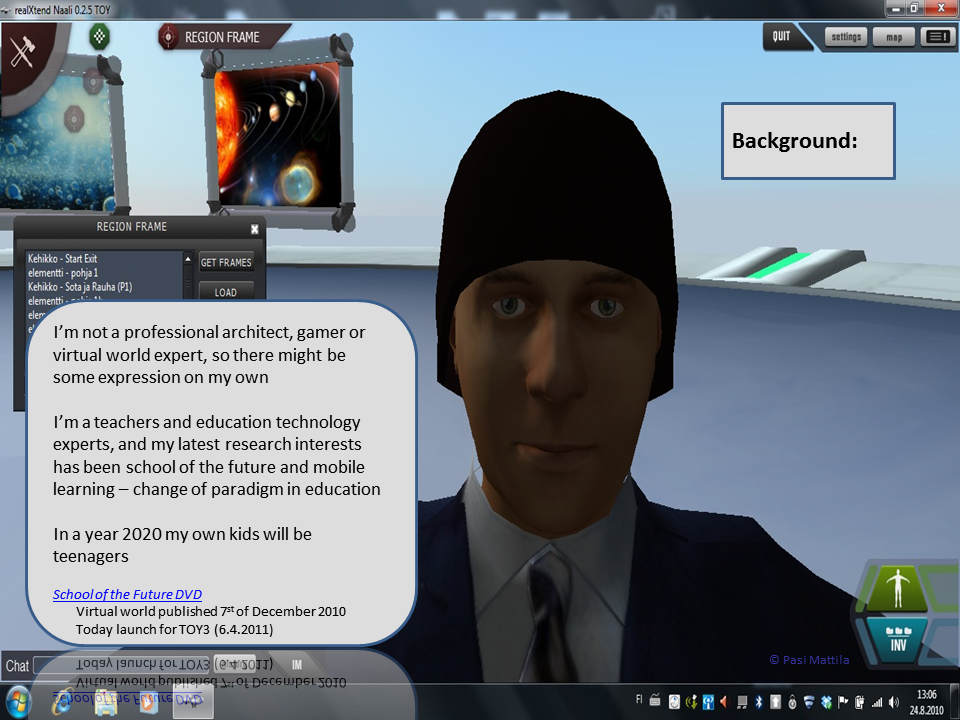 realXtend Naali 0.2.5 TOY
REGION FRAME
QUIT
settings
map
1
Background:
REGION FRAME
Kehikko - Start Exit
elementti - pohja 1
Kehikko - Sota ja Rauha (P1)
GET FRAMES
LOAD
I'm not a professional architect, gamer or
virtual world expert, so there might be
some expression on my own
I'm a teachers and education technology
experts, and my latest research interests
has been school of the future and mobile
learning – change of paradigm in education
In a year 2020 my own kids will be
teenagers
School of the Future DVD
Virtual world published 7st of December 2010
Today launch for TOY3 (6.4.2011)
INV
© Pasi Mattila
Chat
IM
FI
13:06
24.8.2010